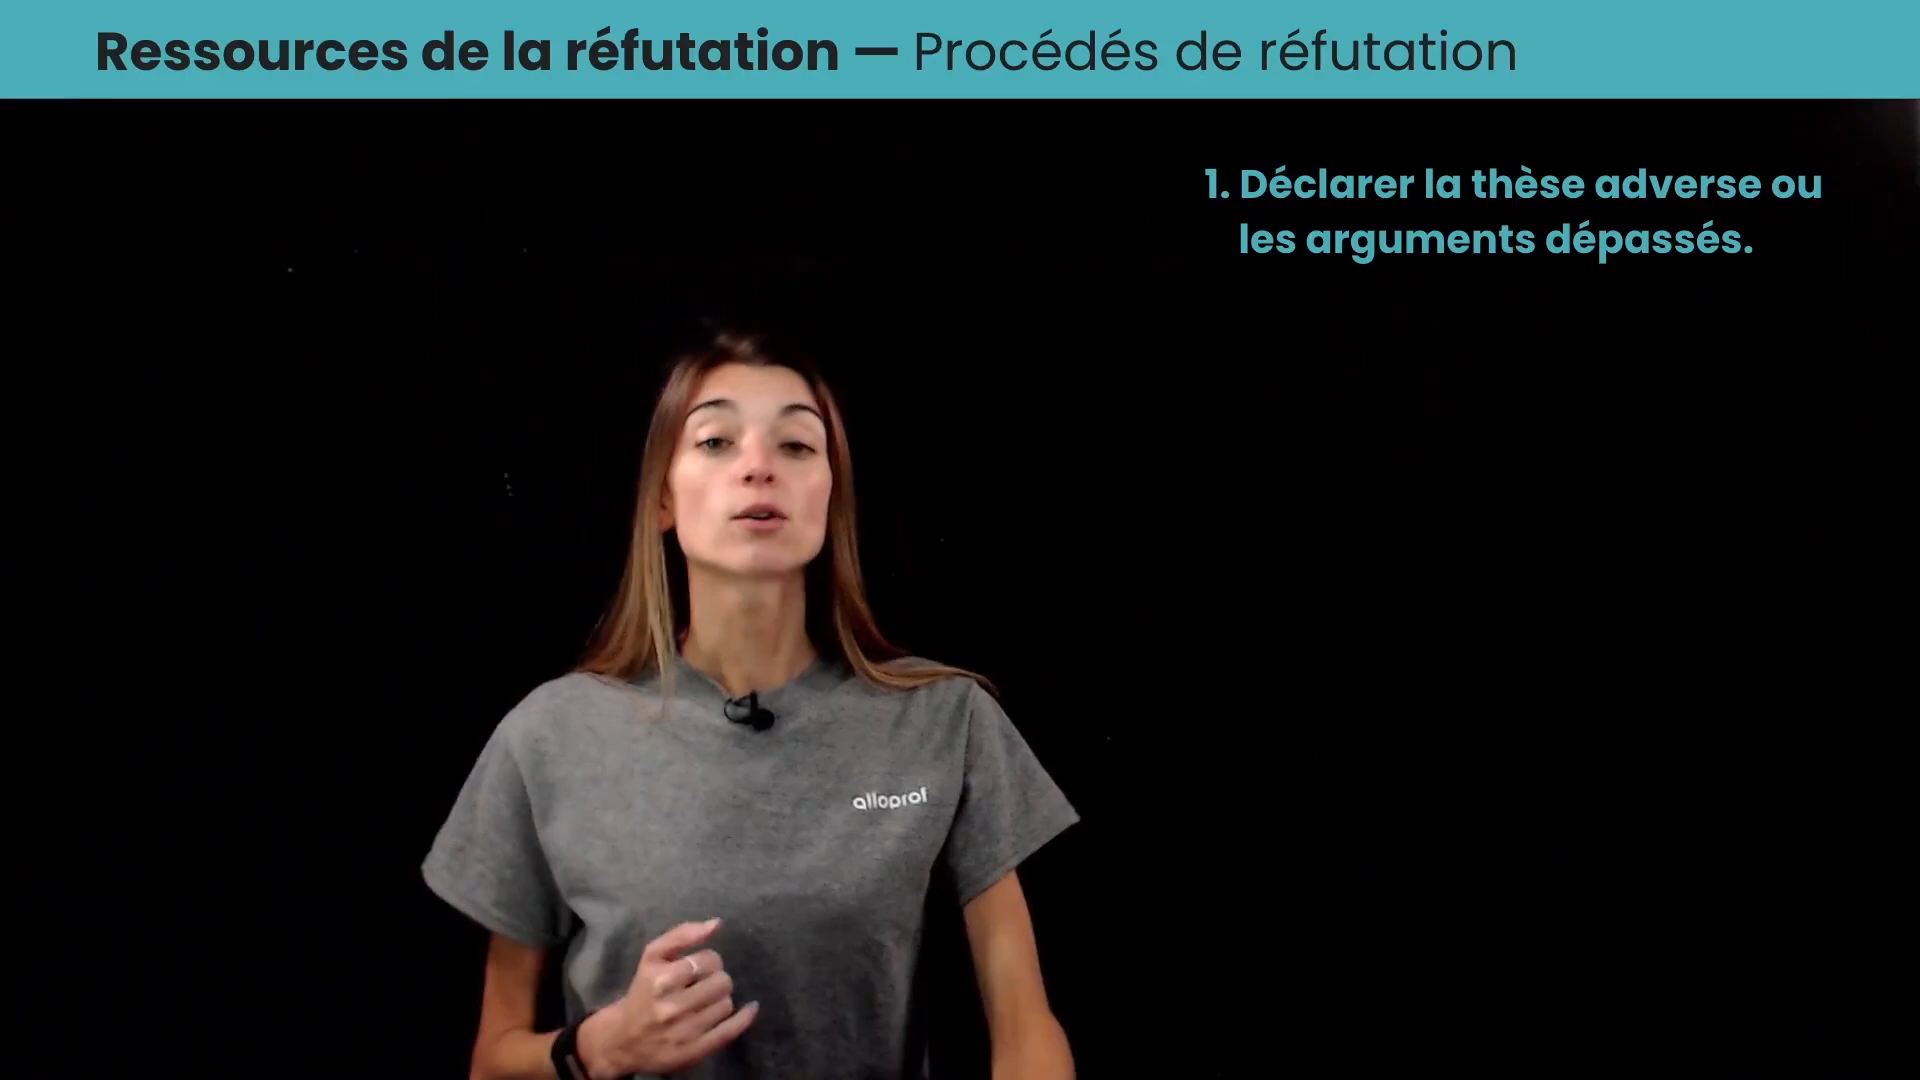 Ressources de la réfutation — Procédés de réfutation
1. Déclarer la thèse adverse ou
les arguments dépassés.
alloprof